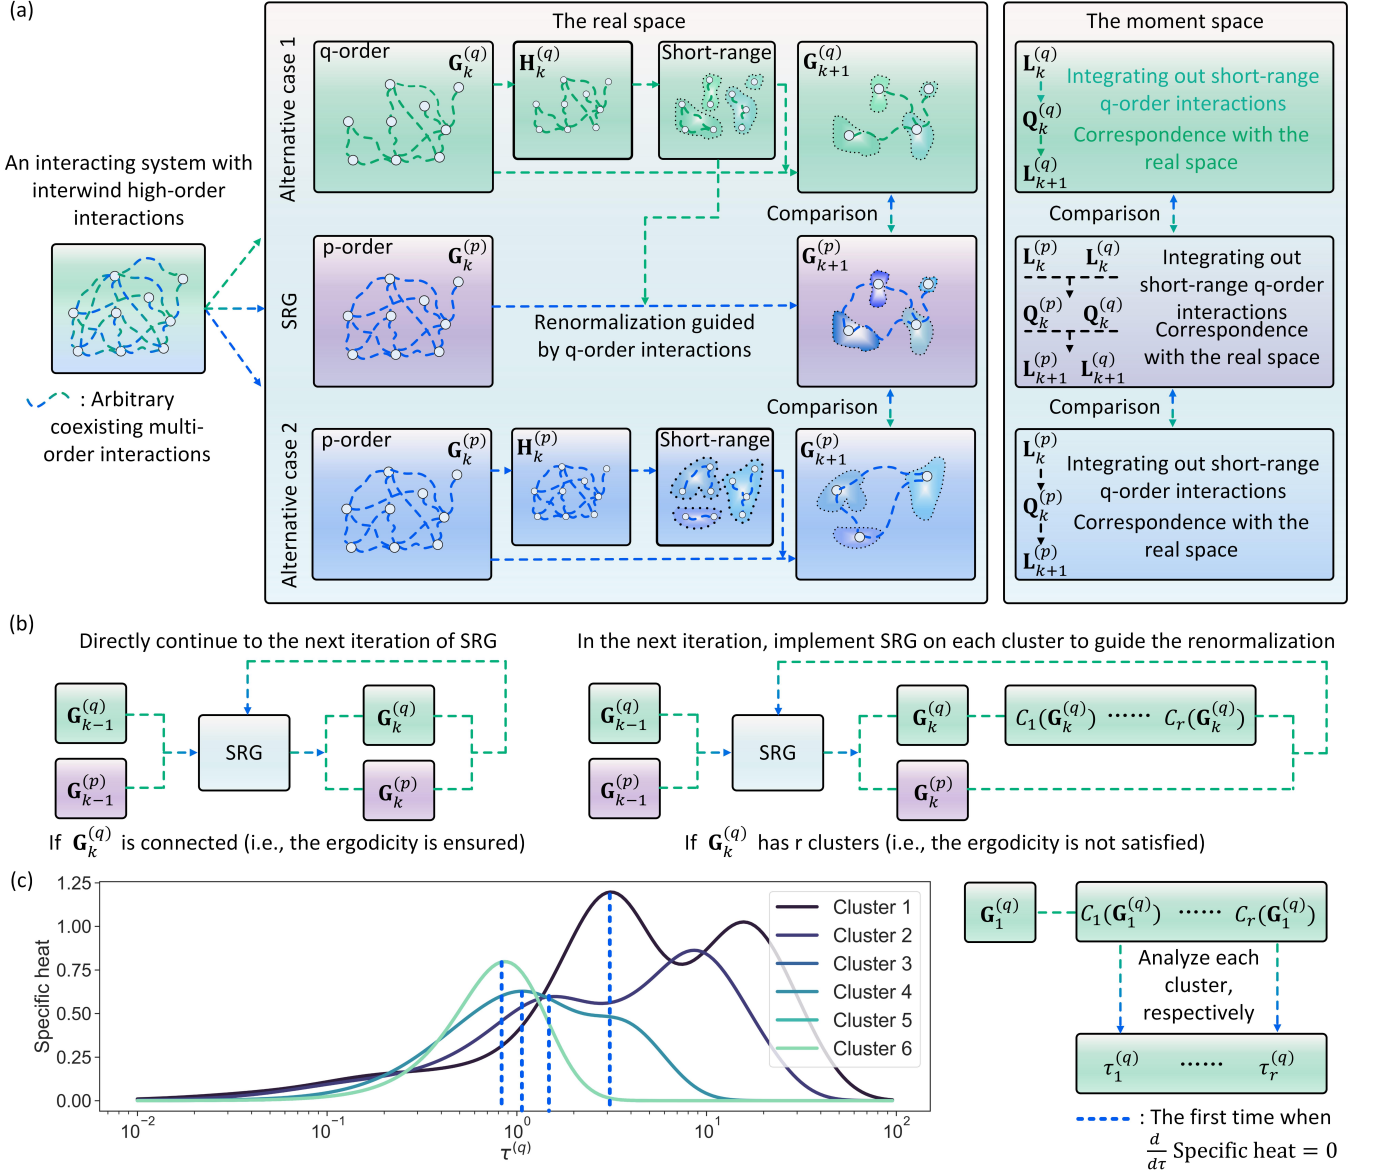 (a)
The real space
The moment space
Alternative case 1
q-order
G_k^(q)
H_k^(q)
Short-range
G_{k+1}^(q)
L_k^(q)
Q_k^(q)
L_{k+1}^(q)
Integrating out short-range
q-order interactions
Correspondence with the
real space
An interacting system with
interwind high-order
interactions
: Arbitrary
coexisting multi-
order interactions
Comparison
Comparison
SRG
p-order
G_k^(p)
Renormalization guided
by q-order interactions
G_{k+1}^(p)
L_k^(p) L_k^(q)
Q_k^(p) Q_k^(q)
L_{k+1}^(p) L_{k+1}^(q)
Integrating out
short-range q-order
interactions
Correspondence
with the real space
Comparison
Comparison
Alternative case 2
p-order
G_k^(p)
H_k^(p)
Short-range
G_{k+1}^(p)
L_k^(p)
Q_k^(p)
L_{k+1}^(p)
Integrating out short-range
q-order interactions
Correspondence with the
real space
(b)
Directly continue to the next iteration of SRG
G_{k-1}^(q)
G_{k-1}^(p)
SRG
G_k^(q)
G_k^(p)
If G_k^(q) is connected (i.e., the ergodicity is ensured)
In the next iteration, implement SRG on each cluster to guide the renormalization
G_{k-1}^(q)
G_{k-1}^(p)
SRG
G_k^(q)
C_1(G_k^(q)) ...... C_r(G_k^(q))
G_k^(p)
If G_k^(q) has r clusters (i.e., the ergodicity is not satisfied)
(c)
Specific heat
1.25
1.00
0.75
0.50
0.25
0.00
10^−2
10^−1
10^0
10^1
10^2
τ^(q)
Cluster 1
Cluster 2
Cluster 3
Cluster 4
Cluster 5
Cluster 6
G_1^(q)
C_1(G_1^(q)) ...... C_r(G_1^(q))
Analyze each
cluster,
respectively
τ_1^(q) ...... τ_r^(q)
: The first time when
d/dτ Specific heat = 0